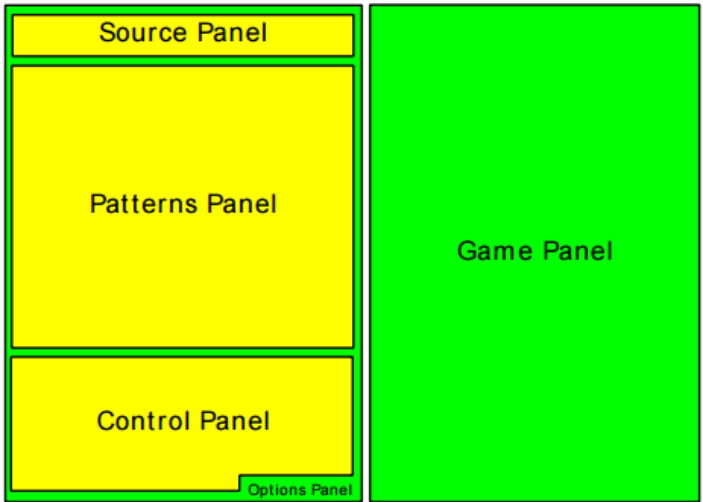 Source Panel
Patterns Panel
Control Panel
Options Panel
Game Panel